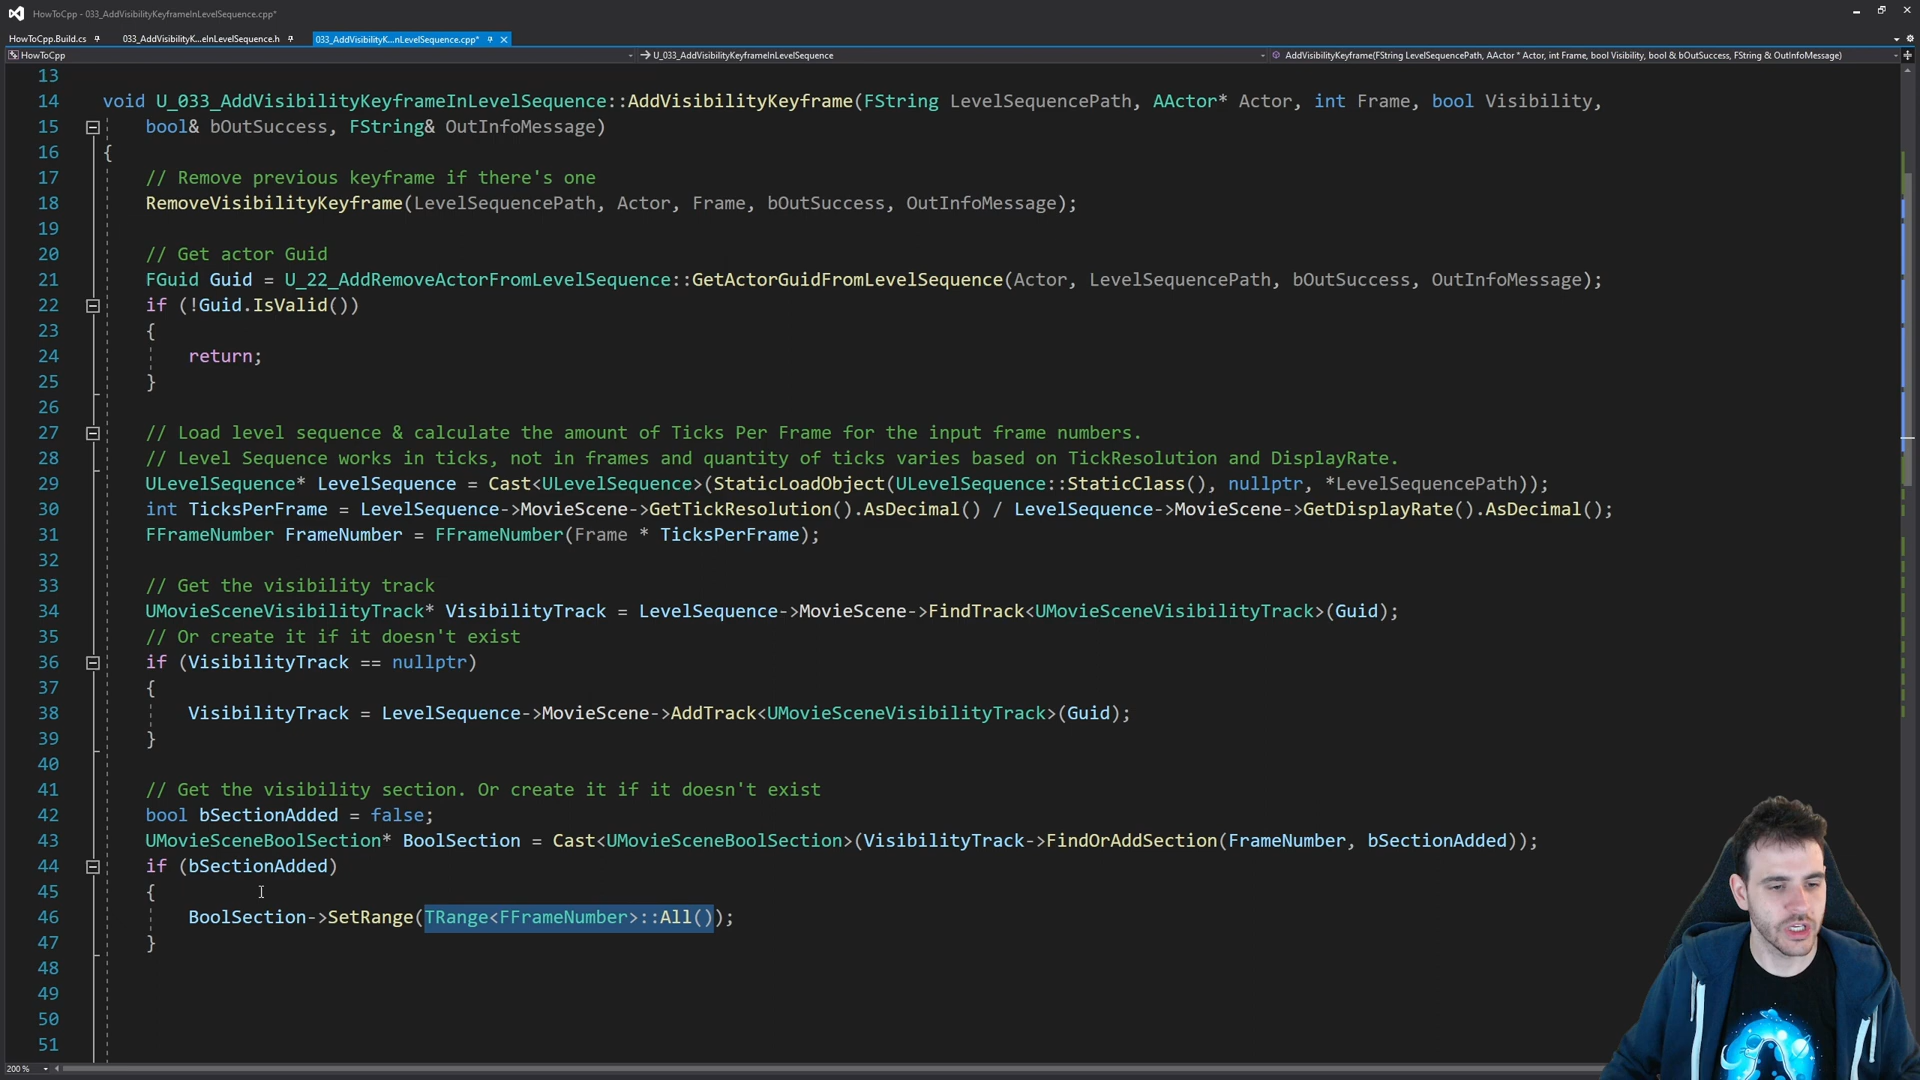 HowToCpp - 033_AddVisibilityKeyframeInLevelSequence.cpp*
HowToCpp.Build.cs 033_AddVisibilityK...eInLevelSequence.h 033_AddVisibilityK...nLevelSequence.cpp*
HowToCpp U_033_AddVisibilityKeyframeInLevelSequence AddVisibilityKeyframe(FString LevelSequencePath, AActor * Actor, int Frame, bool Visibility, bool & bOutSuccess, FString & OutInfoMessage)
13
14 void U_033_AddVisibilityKeyframeInLevelSequence::AddVisibilityKeyframe(FString LevelSequencePath, AActor* Actor, int Frame, bool Visibility,
15 bool& bOutSuccess, FString& OutInfoMessage)
16 {
17 // Remove previous keyframe if there's one
18 RemoveVisibilityKeyframe(LevelSequencePath, Actor, Frame, bOutSuccess, OutInfoMessage);
19
20 // Get actor Guid
21 FGuid Guid = U_22_AddRemoveActorFromLevelSequence::GetActorGuidFromLevelSequence(Actor, LevelSequencePath, bOutSuccess, OutInfoMessage);
22 if (!Guid.IsValid())
23 {
24 return;
25 }
26
27 // Load level sequence & calculate the amount of Ticks Per Frame for the input frame numbers.
28 // Level Sequence works in ticks, not in frames and quantity of ticks varies based on TickResolution and DisplayRate.
29 ULevelSequence* LevelSequence = Cast<ULevelSequence>(StaticLoadObject(ULevelSequence::StaticClass(), nullptr, *LevelSequencePath));
30 int TicksPerFrame = LevelSequence->MovieScene->GetTickResolution().AsDecimal() / LevelSequence->MovieScene->GetDisplayRate().AsDecimal();
31 FFrameNumber FrameNumber = FFrameNumber(Frame * TicksPerFrame);
32
33 // Get the visibility track
34 UMovieSceneVisibilityTrack* VisibilityTrack = LevelSequence->MovieScene->FindTrack<UMovieSceneVisibilityTrack>(Guid);
35 // Or create it if it doesn't exist
36 if (VisibilityTrack == nullptr)
37 {
38 VisibilityTrack = LevelSequence->MovieScene->AddTrack<UMovieSceneVisibilityTrack>(Guid);
39 }
40
41 // Get the visibility section. Or create it if it doesn't exist
42 bool bSectionAdded = false;
43 UMovieSceneBoolSection* BoolSection = Cast<UMovieSceneBoolSection>(VisibilityTrack->FindOrAddSection(FrameNumber, bSectionAdded));
44 if (bSectionAdded)
45 {
46 BoolSection->SetRange(TRange<FFrameNumber>::All());
47 }
48
49
50
51
200 %